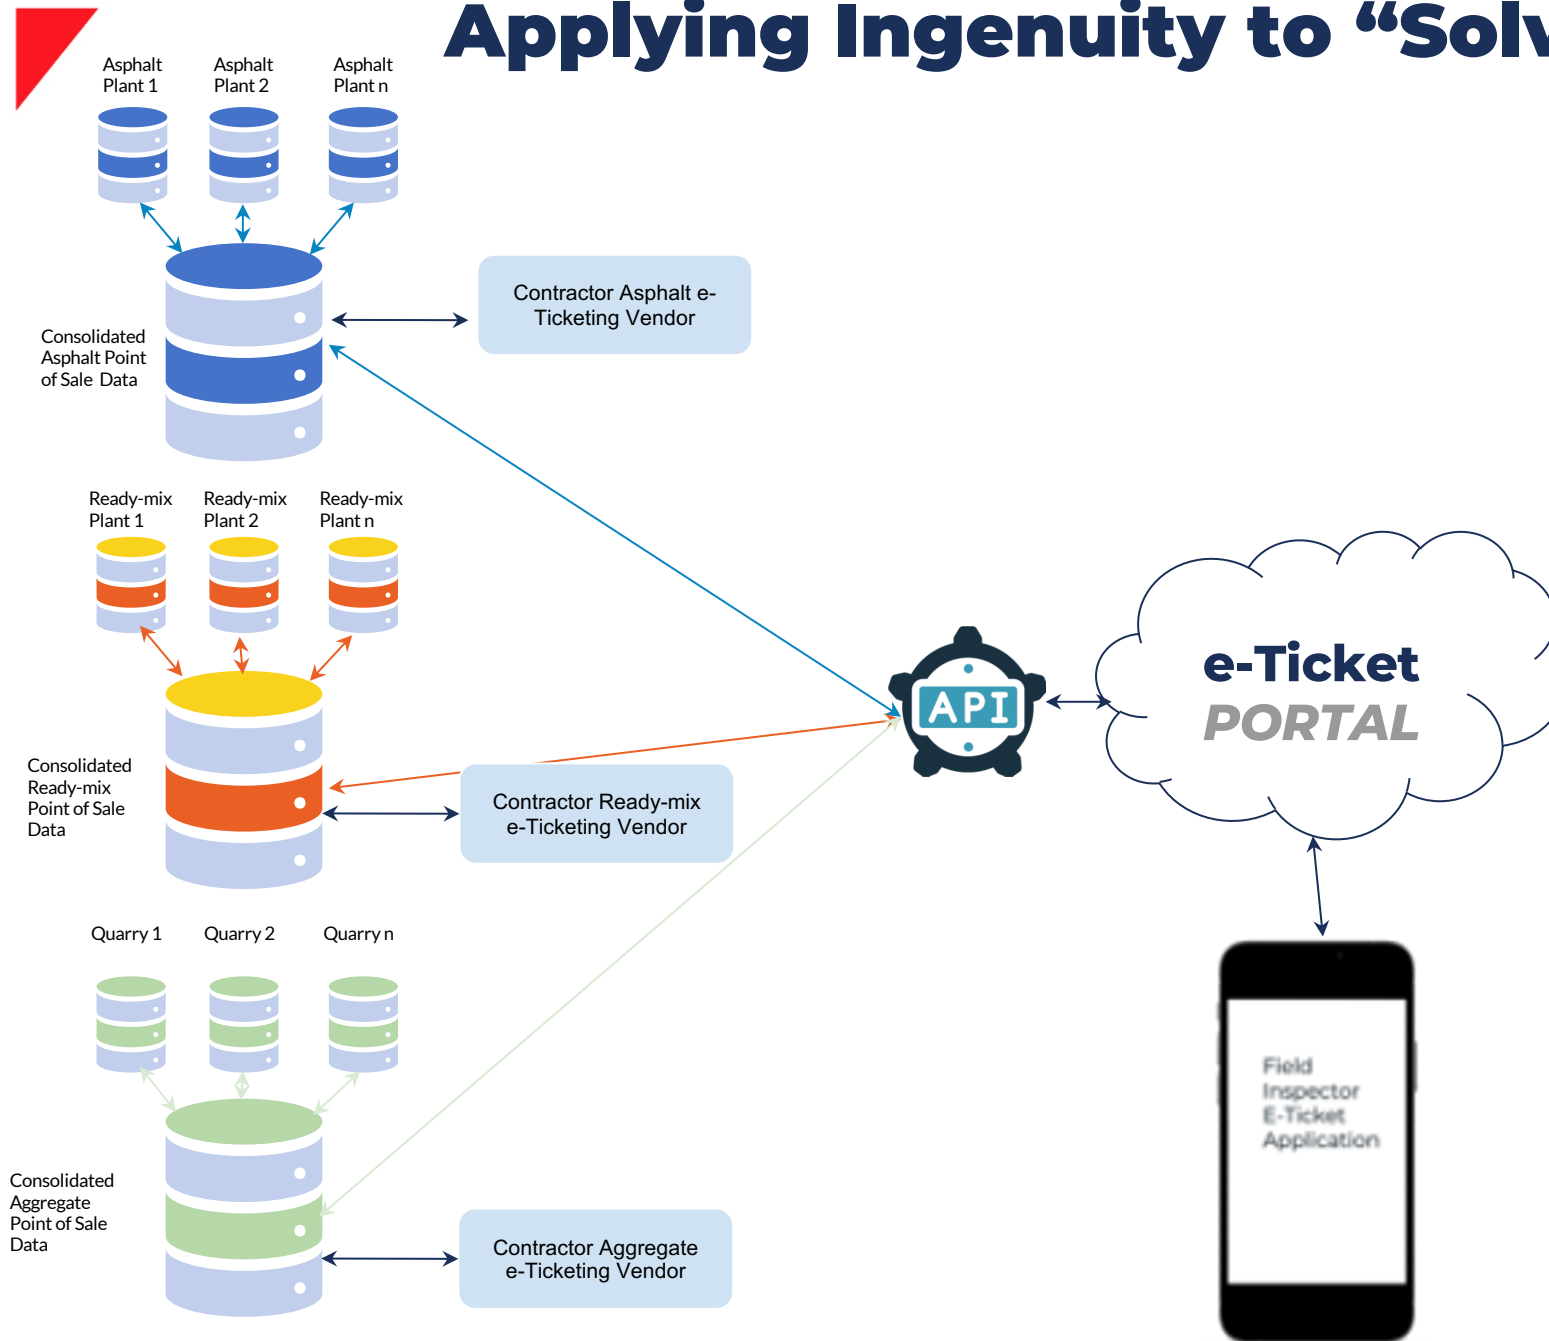 Applying Ingenuity to “Solv
Asphalt
Plant 1
Asphalt
Plant 2
Asphalt
Plant n
Contractor Asphalt e-
Ticketing Vendor
Consolidated
Asphalt Point
of Sale Data
Ready-mix
Plant 1
Ready-mix
Plant 2
Ready-mix
Plant n
API
e-Ticket
PORTAL
Consolidated
Ready-mix
Point of Sale
Data
Contractor Ready-mix
e-Ticketing Vendor
Quarry 1
Quarry 2
Quarry n
Field
Inspector
E-Ticket
Application
Consolidated
Aggregate
Point of Sale
Data
Contractor Aggregate
e-Ticketing Vendor